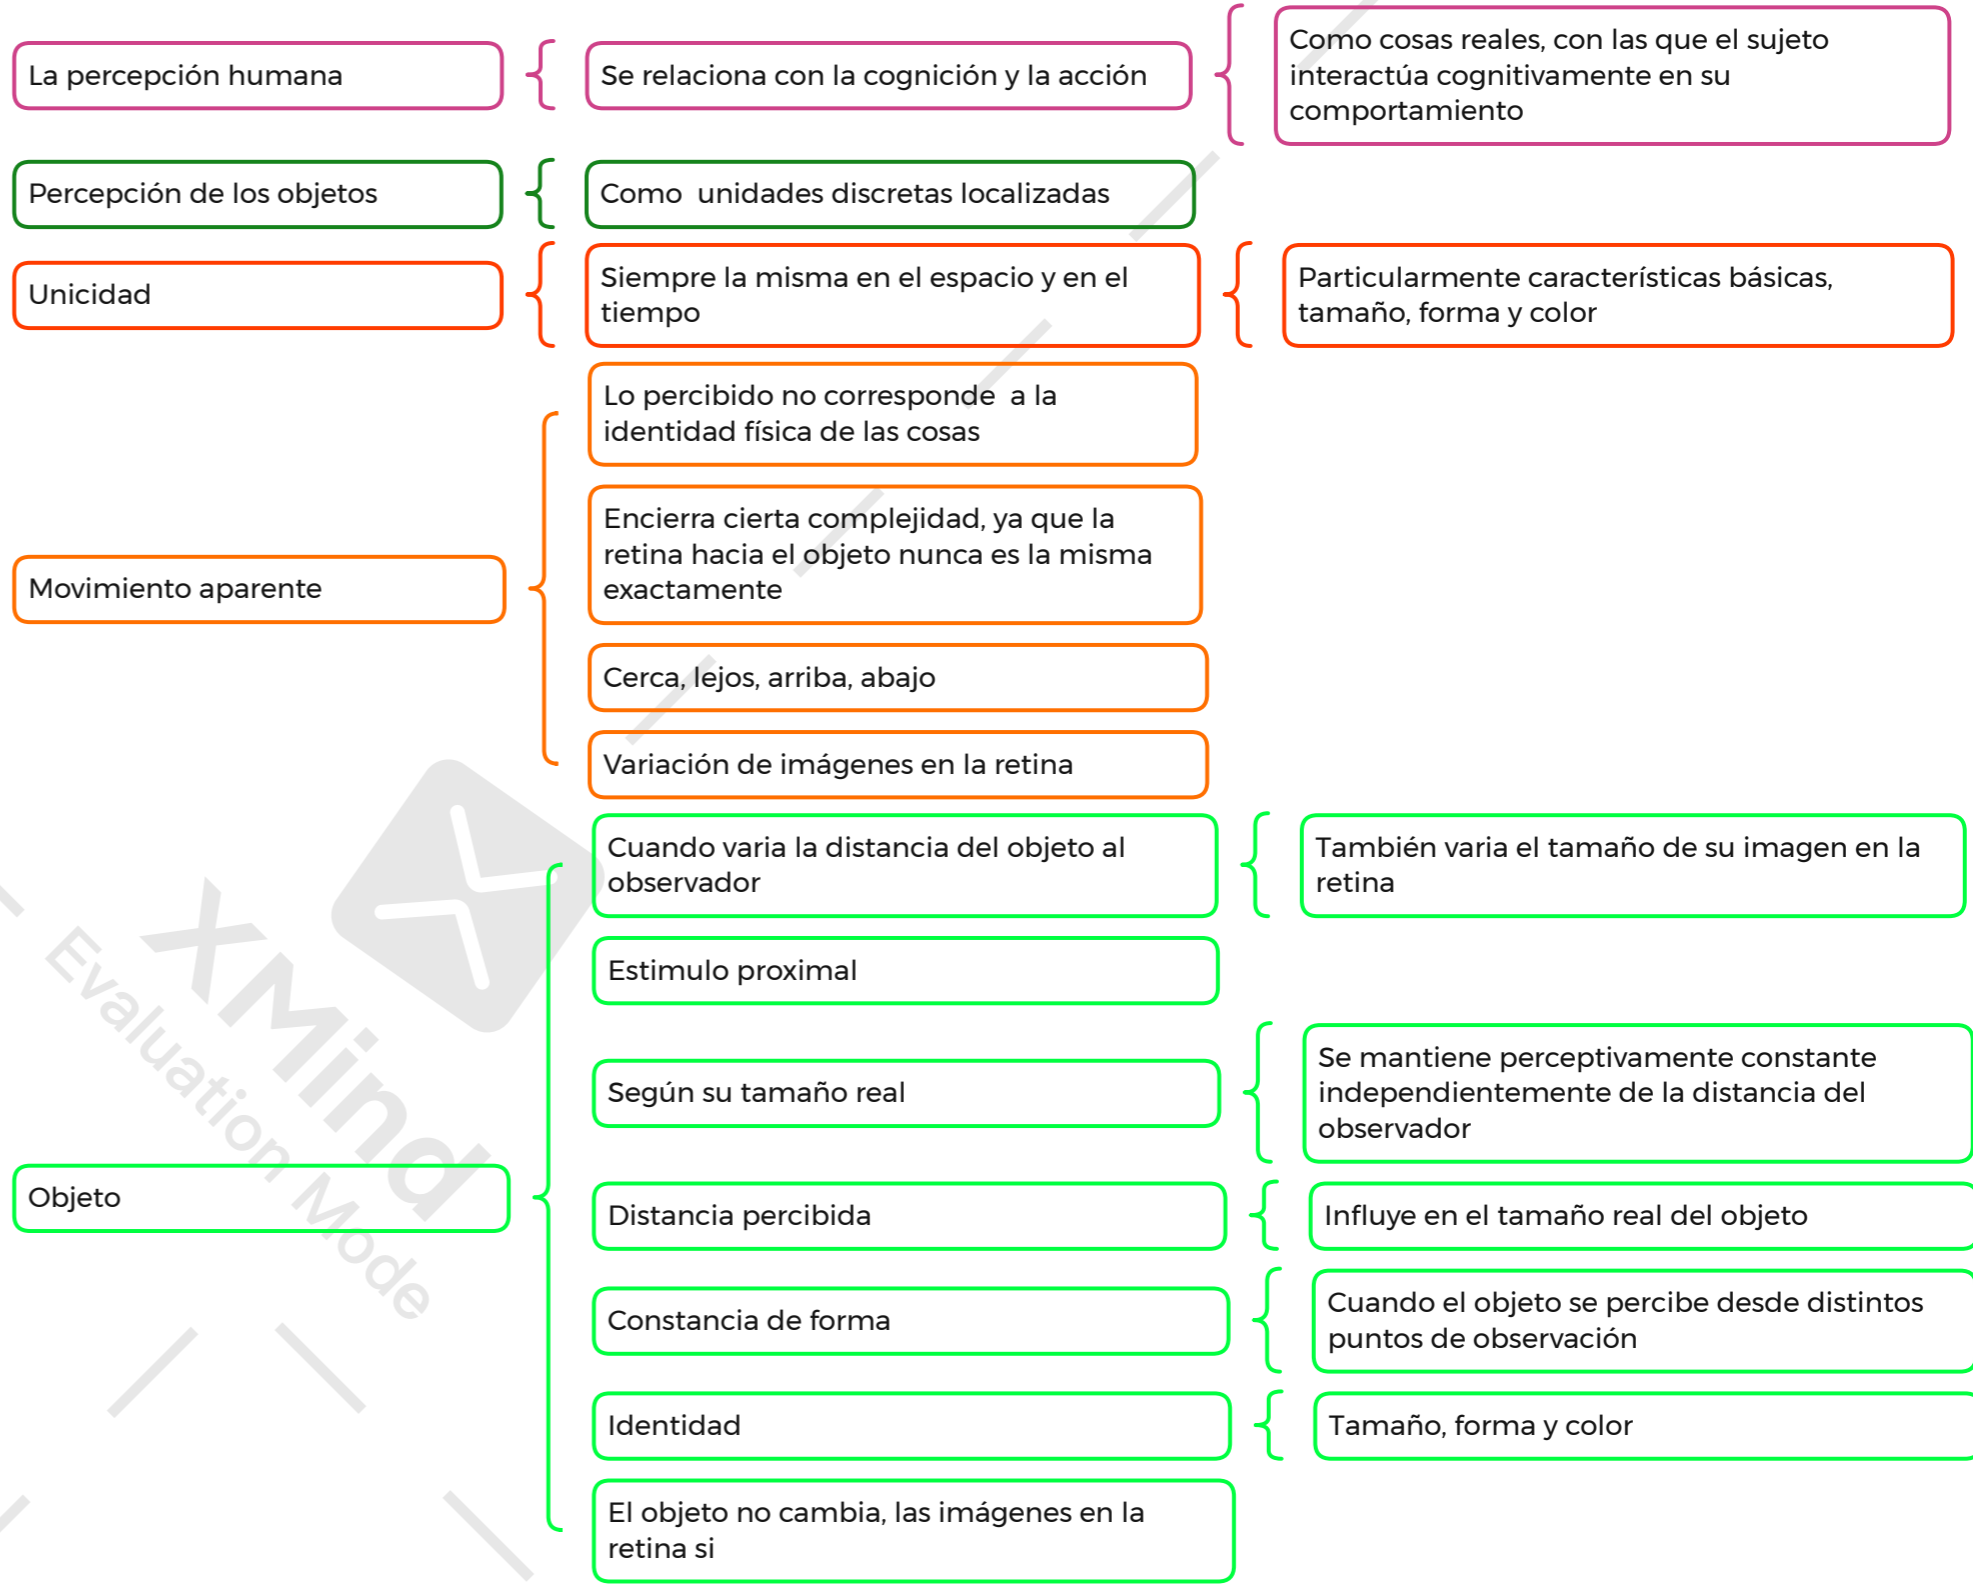 La percepción humana
Se relaciona con la cognición y la acción
Como cosas reales, con las que el sujeto
interactúa cognitivamente en su
comportamiento
Percepción de los objetos
Como  unidades discretas localizadas
Unicidad
Siempre la misma en el espacio y en el
tiempo
Particularmente características básicas,
tamaño, forma y color
Movimiento aparente
Lo percibido no corresponde  a la
identidad física de las cosas
Encierra cierta complejidad, ya que la
retina hacia el objeto nunca es la misma
exactamente
Cerca, lejos, arriba, abajo
Variación de imágenes en la retina
Objeto
Cuando varia la distancia del objeto al
observador
También varia el tamaño de su imagen en la
retina
Estimulo proximal
Según su tamaño real
Se mantiene perceptivamente constante
independientemente de la distancia del
observador
Distancia percibida
Influye en el tamaño real del objeto
Constancia de forma
Cuando el objeto se percibe desde distintos
puntos de observación
Identidad
Tamaño, forma y color
El objeto no cambia, las imágenes en la
retina si
XMind
Evaluation Mode